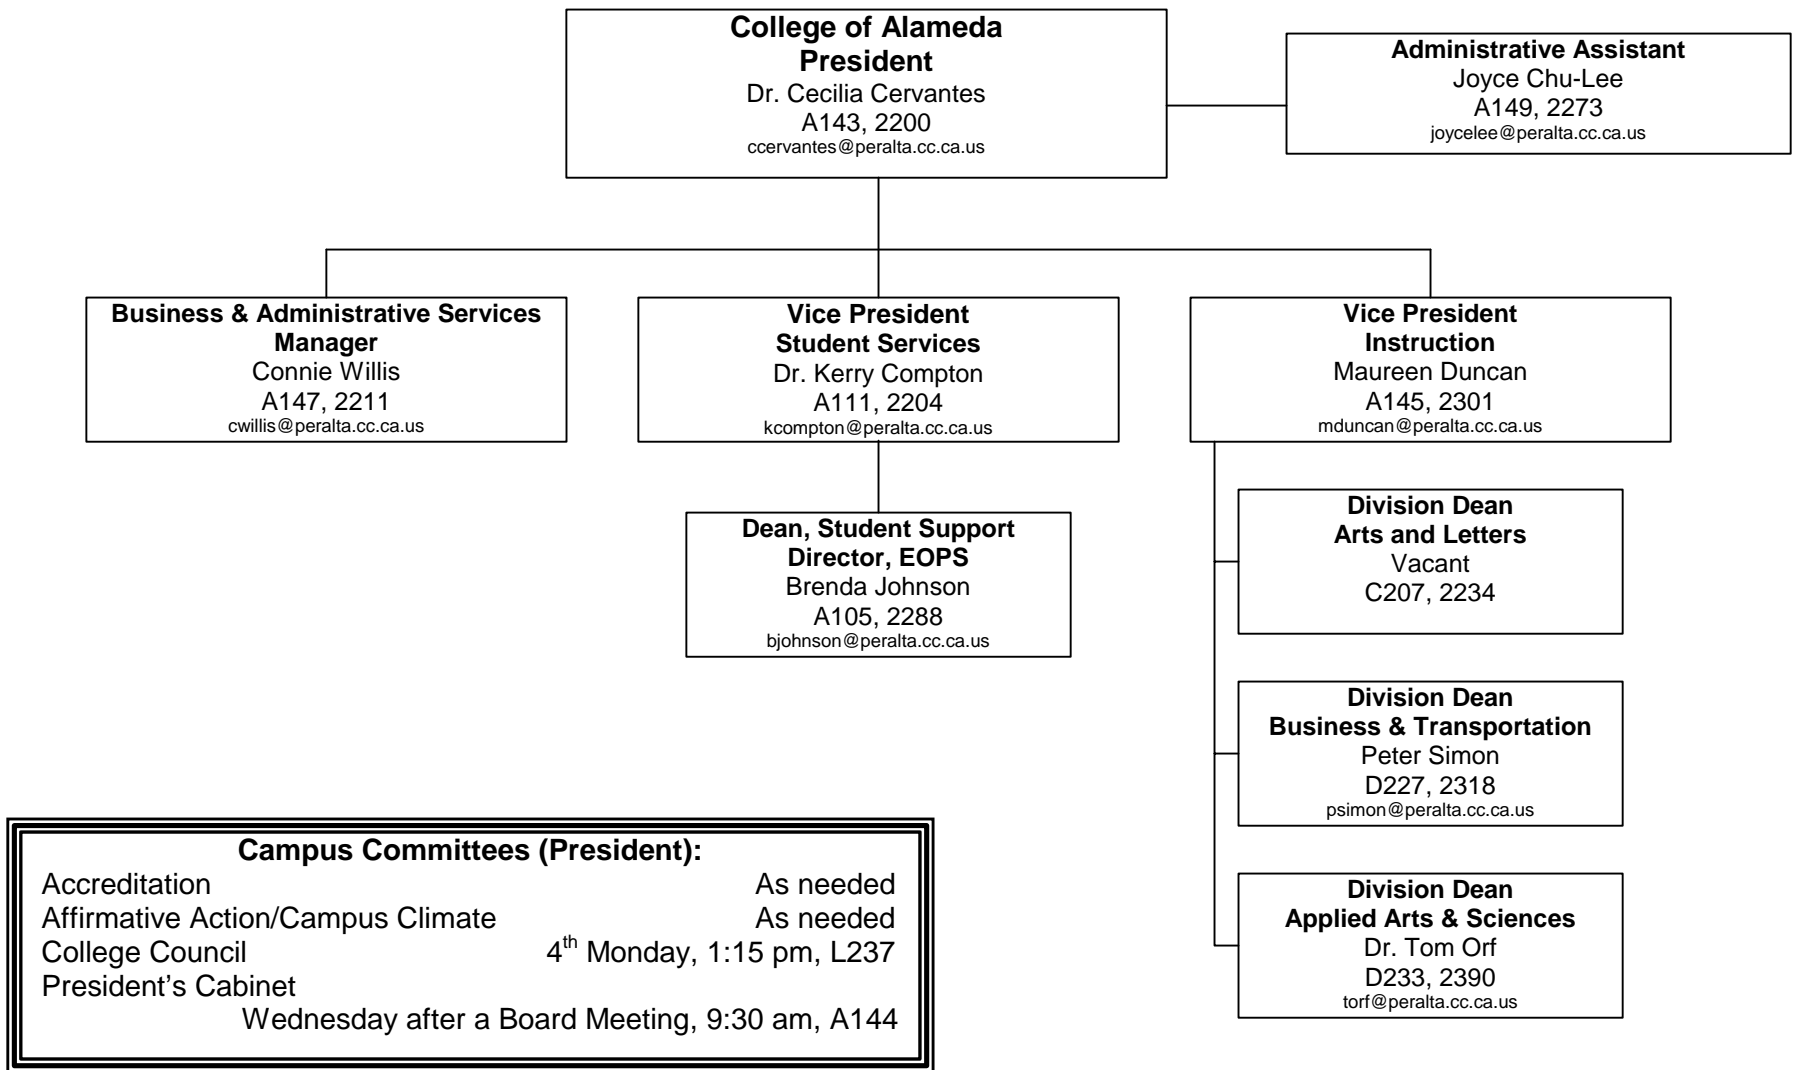 College of Alameda
President
Dr. Cecilia Cervantes
A143, 2200
ccervantes@peralta.cc.ca.us
Administrative Assistant
Joyce Chu-Lee
A149, 2273
joycelee@peralta.cc.ca.us
Business & Administrative Services
Manager
Connie Willis
A147, 2211
cwillis@peralta.cc.ca.us
Vice President
Student Services
Dr. Kerry Compton
A111, 2204
kcompton@peralta.cc.ca.us
Vice President
Instruction
Maureen Duncan
A145, 2301
mduncan@peralta.cc.ca.us
Dean, Student Support
Director, EOPS
Brenda Johnson
A105, 2288
bjohnson@peralta.cc.ca.us
Division Dean
Arts and Letters
Vacant
C207, 2234
Division Dean
Business & Transportation
Peter Simon
D227, 2318
psimon@peralta.cc.ca.us
Division Dean
Applied Arts & Sciences
Dr. Tom Orf
D233, 2390
torf@peralta.cc.ca.us
Campus Committees (President):
Accreditation As needed
Affirmative Action/Campus Climate As needed
College Council 4th Monday, 1:15 pm, L237
President’s Cabinet
Wednesday after a Board Meeting, 9:30 am, A144